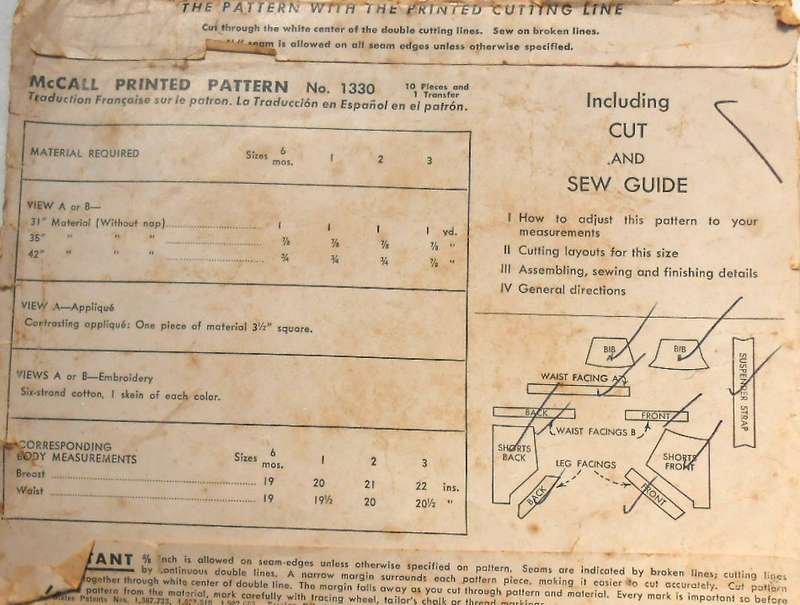 THE PATTERN WITH THE PRINTED CUTTING LINE
Cut through the white center of the double cutting lines. Sew on broken lines.
seam is allowed on all seam edges unless otherwise specified.
McCALL PRINTED PATTERN No. 1330 10 Pieces and 1 Transfer
Traduction Française sur le patron. La Traducción en Español en el patrón.
MATERIAL REQUIRED Sizes 6 mos. 1 2 3
VIEW A or B—
31" Material (Without nap) 1 1 1 1 yd.
35" " " " ⅞ ⅞ ⅞ ⅞ "
42" " " " ¾ ¾ ¾ ⅞ "
VIEW A—Appliqué
Contrasting appliqué: One piece of material 3½" square.
VIEWS A or B—Embroidery
Six-strand cotton, 1 skein of each color.
CORRESPONDING
BODY MEASUREMENTS Sizes 6 mos. 1 2 3
Breast 19 20 21 22 ins.
Waist 19 19½ 20 20½ "
Including
CUT
AND
SEW GUIDE
I How to adjust this pattern to your
measurements
II Cutting layouts for this size
III Assembling, sewing and finishing details
IV General directions
BIB
A
BIB
B
SUSPENDER STRAP
WAIST FACING A
BACK
FRONT
WAIST FACINGS B
SHORTS
BACK
SHORTS
FRONT
LEG FACINGS
BACK
FRONT
TANT ⅝ inch is allowed on seam-edges unless otherwise specified on pattern. Seams are indicated by broken lines; cutting lines
by continuous double lines. A narrow margin surrounds each pattern piece, making it easier to cut accurately. Cut pattern
together through white center of double line. The margin falls away as you cut through pattern and material. Every mark is important so before
pattern from the material, mark carefully with tracing wheel, tailor's chalk or thread markings.
States Patents Nos. 1,387,723,